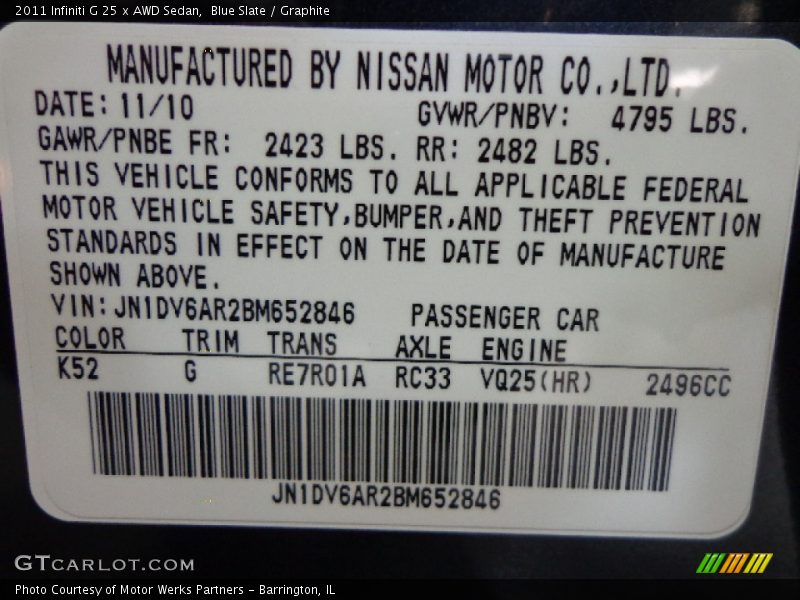 2011 Infiniti G 25 x AWD Sedan,  Blue Slate / Graphite
MANUFACTURED BY NISSAN MOTOR CO.,LTD.
DATE: 11/10 GVWR/PNBV: 4795 LBS.
GAWR/PNBE FR: 2423 LBS. RR: 2482 LBS.
THIS VEHICLE CONFORMS TO ALL APPLICABLE FEDERAL
MOTOR VEHICLE SAFETY,BUMPER,AND THEFT PREVENTION
STANDARDS IN EFFECT ON THE DATE OF MANUFACTURE
SHOWN ABOVE.
VIN: JN1DV6AR2BM652846 PASSENGER CAR
COLOR TRIM TRANS AXLE ENGINE
K52 G RE7R01A RC33 VQ25(HR) 2496CC
JN1DV6AR2BM652846
GTCARLOT.COM
Photo Courtesy of Motor Werks Partners - Barrington, IL